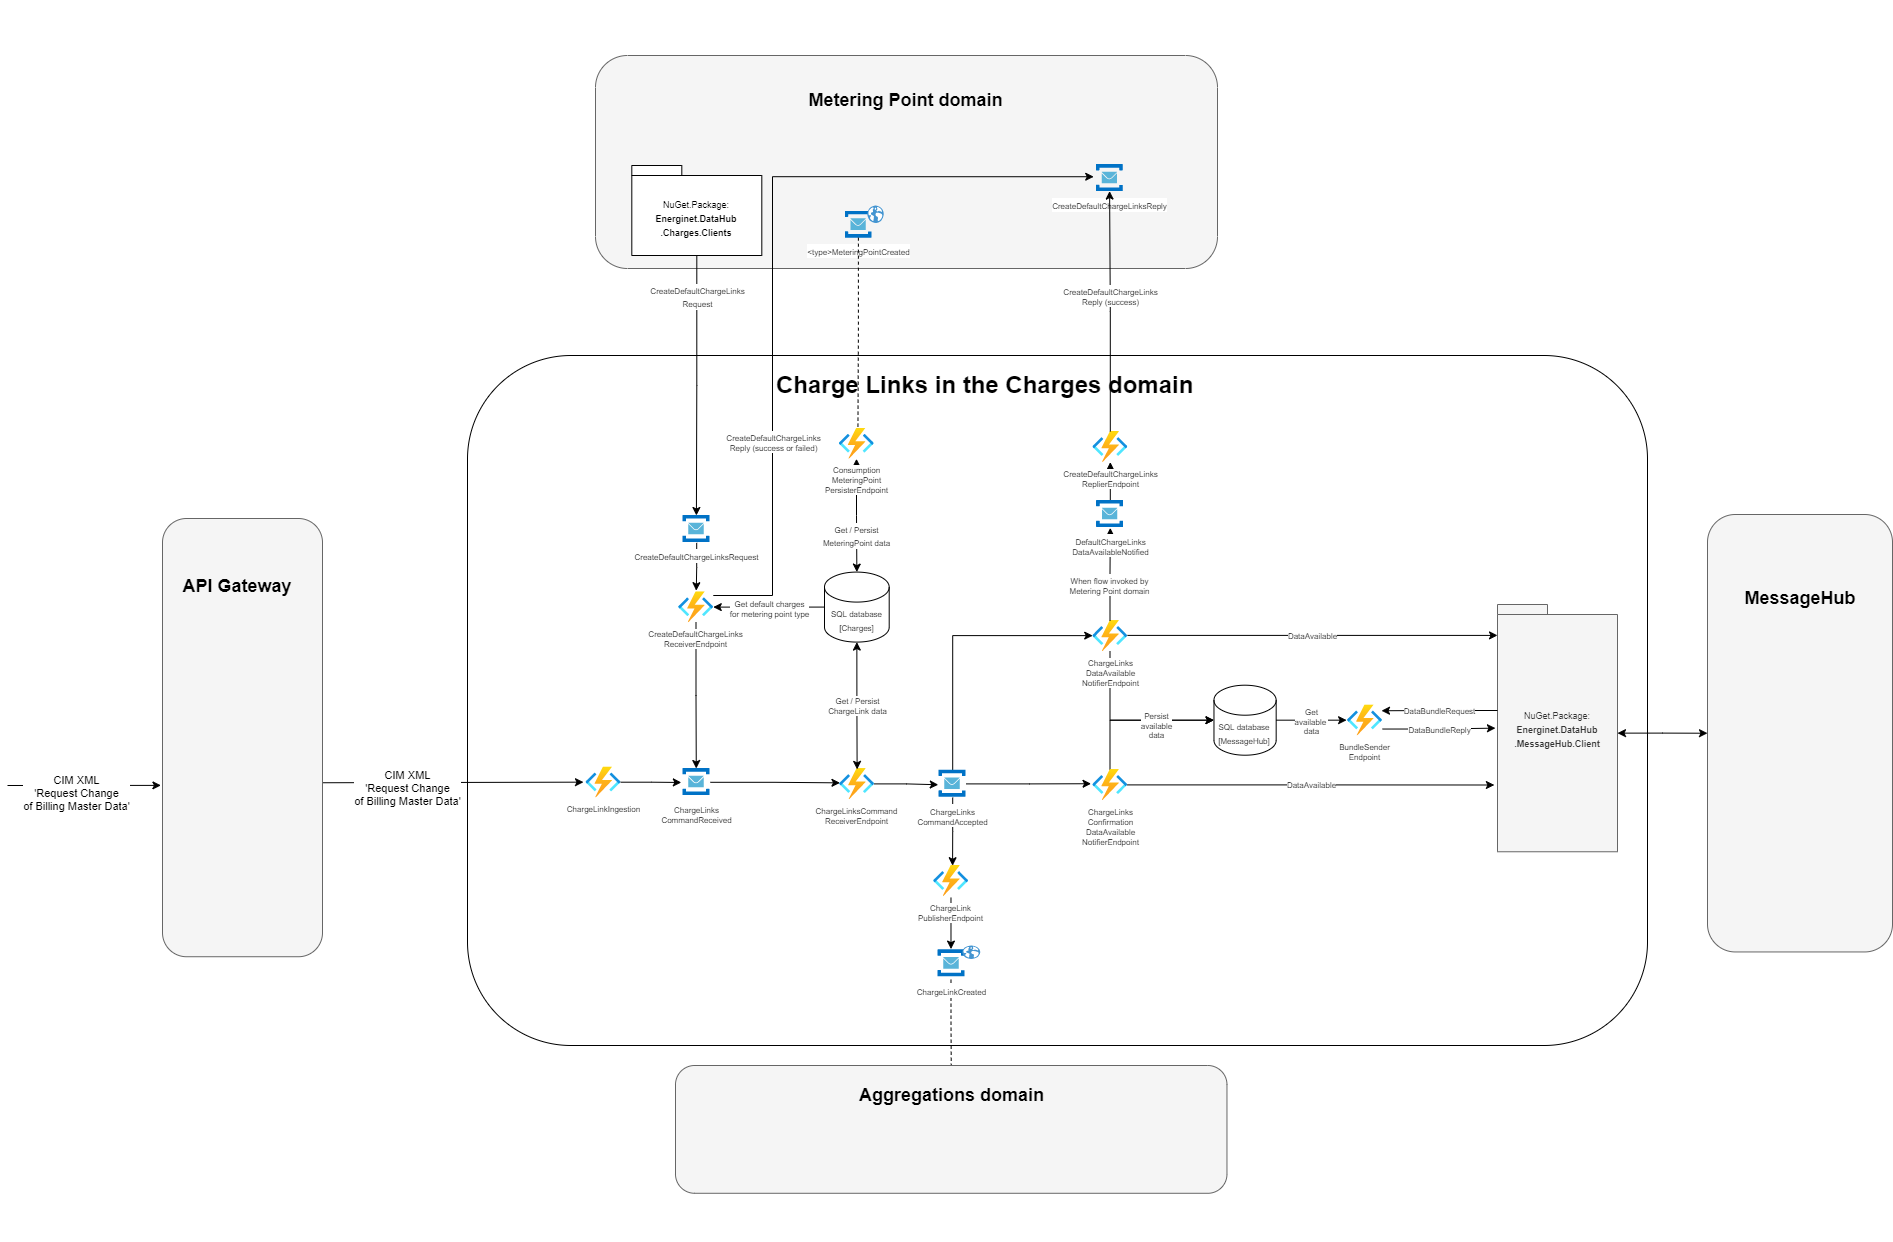 Metering Point domain
NuGet.Package:
Energinet.DataHub
.Charges.Clients
CreateDefaultChargeLinksReply
<type>MeteringPointCreated
CreateDefaultChargeLinks
Request
CreateDefaultChargeLinks
Reply (success)
Charge Links in the Charges domain
CreateDefaultChargeLinks
Reply (success or failed)
Consumption
MeteringPoint
PersisterEndpoint
CreateDefaultChargeLinks
ReplierEndpoint
Get / Persist
MeteringPoint data
DefaultChargeLinks
DataAvailableNotified
CreateDefaultChargeLinksRequest
When flow invoked by
Metering Point domain
Get default charges
for metering point type
SQL database
[Charges]
CreateDefaultChargeLinks
ReceiverEndpoint
API Gateway
MessageHub
DataAvailable
ChargeLinks
DataAvailable
NotifierEndpoint
Get / Persist
ChargeLink data
Persist
available
data
SQL database
[MessageHub]
Get
available
data
DataBundleRequest
DataBundleReply
BundleSender
Endpoint
NuGet.Package:
Energinet.DataHub
.MessageHub.Client
CIM XML
'Request Change
of Billing Master Data'
CIM XML
'Request Change
of Billing Master Data'
ChargeLinkIngestion
ChargeLinks
CommandReceived
ChargeLinksCommand
ReceiverEndpoint
ChargeLinks
CommandAccepted
ChargeLinks
Confirmation
DataAvailable
NotifierEndpoint
DataAvailable
ChargeLink
PublisherEndpoint
ChargeLinkCreated
Aggregations domain